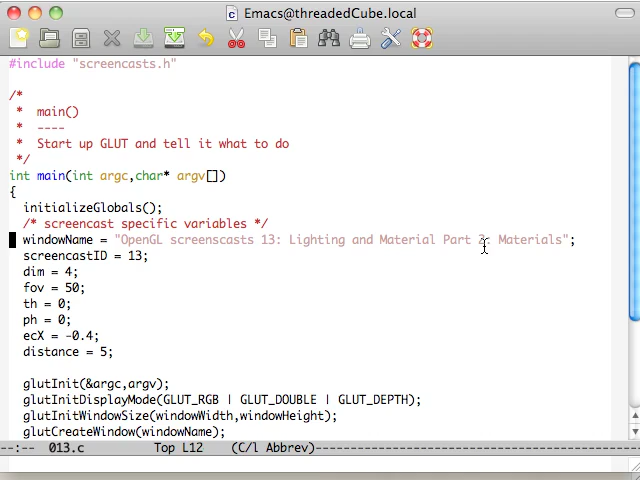 Emacs@threadedCube.local
#include "screencasts.h"
/*
 *  main()
 *  ----
 *  Start up GLUT and tell it what to do
 */
int main(int argc,char* argv[])
{
  initializeGlobals();
  /* screencast specific variables */
  windowName = "OpenGL screenscasts 13: Lighting and Material Part 2: Materials";
  screencastID = 13;
  dim = 4;
  fov = 50;
  th = 0;
  ph = 0;
  ecX = -0.4;
  distance = 5;
  glutInit(&argc,argv);
  glutInitDisplayMode(GLUT_RGB | GLUT_DOUBLE | GLUT_DEPTH);
  glutInitWindowSize(windowWidth,windowHeight);
  glutCreateWindow(windowName);
--:--  013.c          Top L12    (C/l Abbrev)